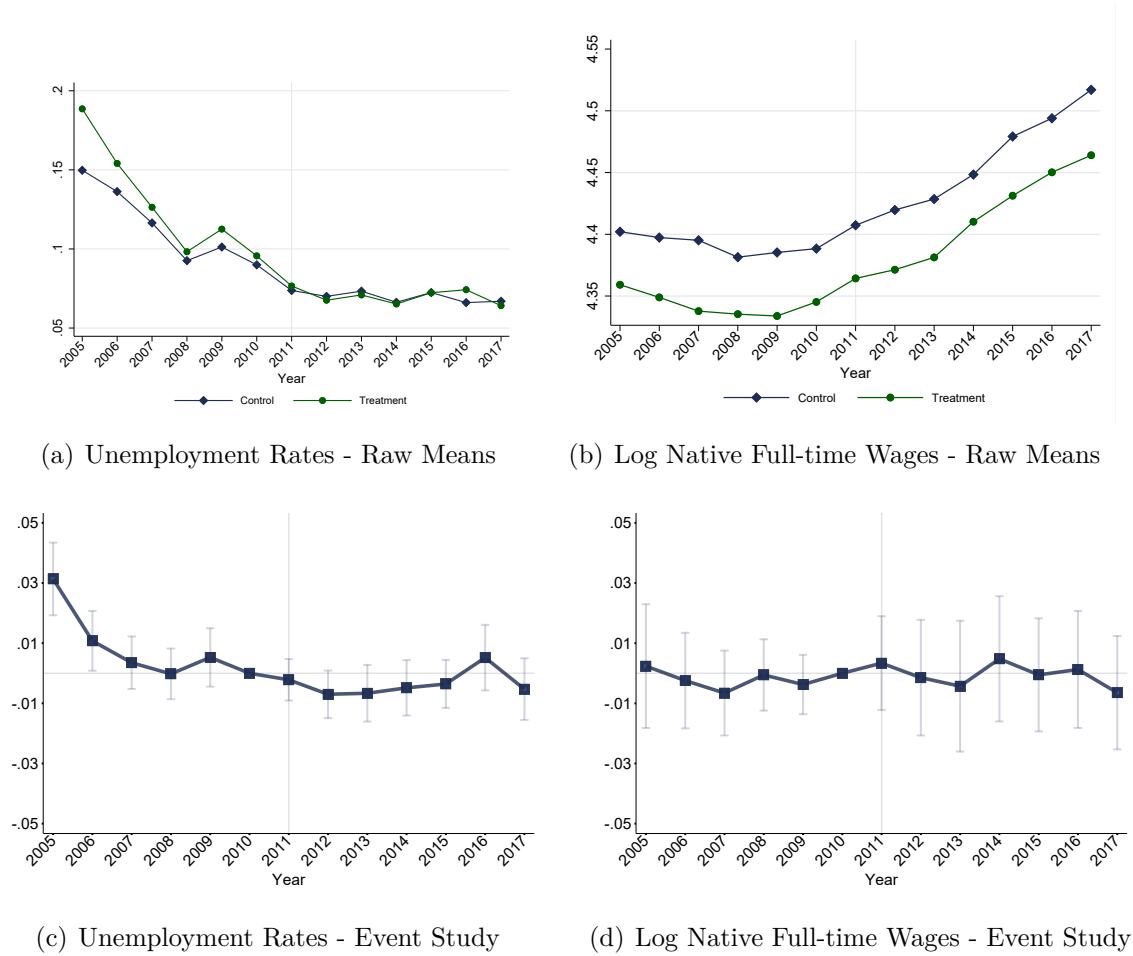 .2
.15
.1
.05
2005 2006 2007 2008 2009 2010 2011 2012 2013 2014 2015 2016 2017
Year
Control Treatment
(a) Unemployment Rates - Raw Means
4.55
4.5
4.45
4.4
4.35
2005 2006 2007 2008 2009 2010 2011 2012 2013 2014 2015 2016 2017
Year
Control Treatment
(b) Log Native Full-time Wages - Raw Means
.05
.03
.01
-.01
-.03
-.05
2005 2006 2007 2008 2009 2010 2011 2012 2013 2014 2015 2016 2017
Year
(c) Unemployment Rates - Event Study
.05
.03
.01
-.01
-.03
-.05
2005 2006 2007 2008 2009 2010 2011 2012 2013 2014 2015 2016 2017
Year
(d) Log Native Full-time Wages - Event Study